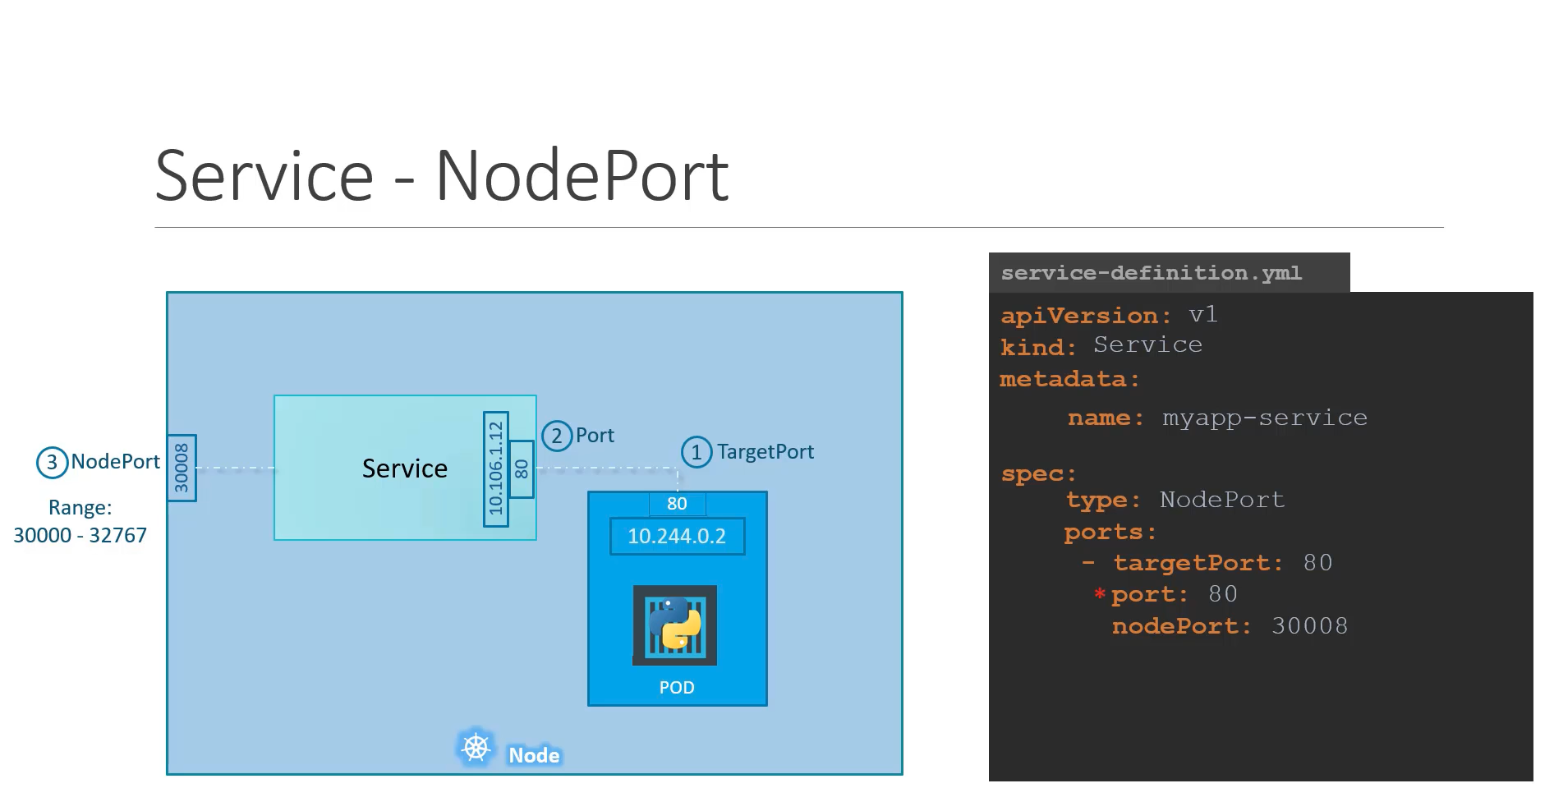 Service - NodePort
3 NodePort
Range:
30000 - 32767
30008
Service
10.106.1.12
80
2 Port
1 TargetPort
80
10.244.0.2
POD
Node
service-definition.yml
apiVersion: v1
kind: Service
metadata:
name: myapp-service
spec:
type: NodePort
ports:
- targetPort: 80
*port: 80
nodePort: 30008